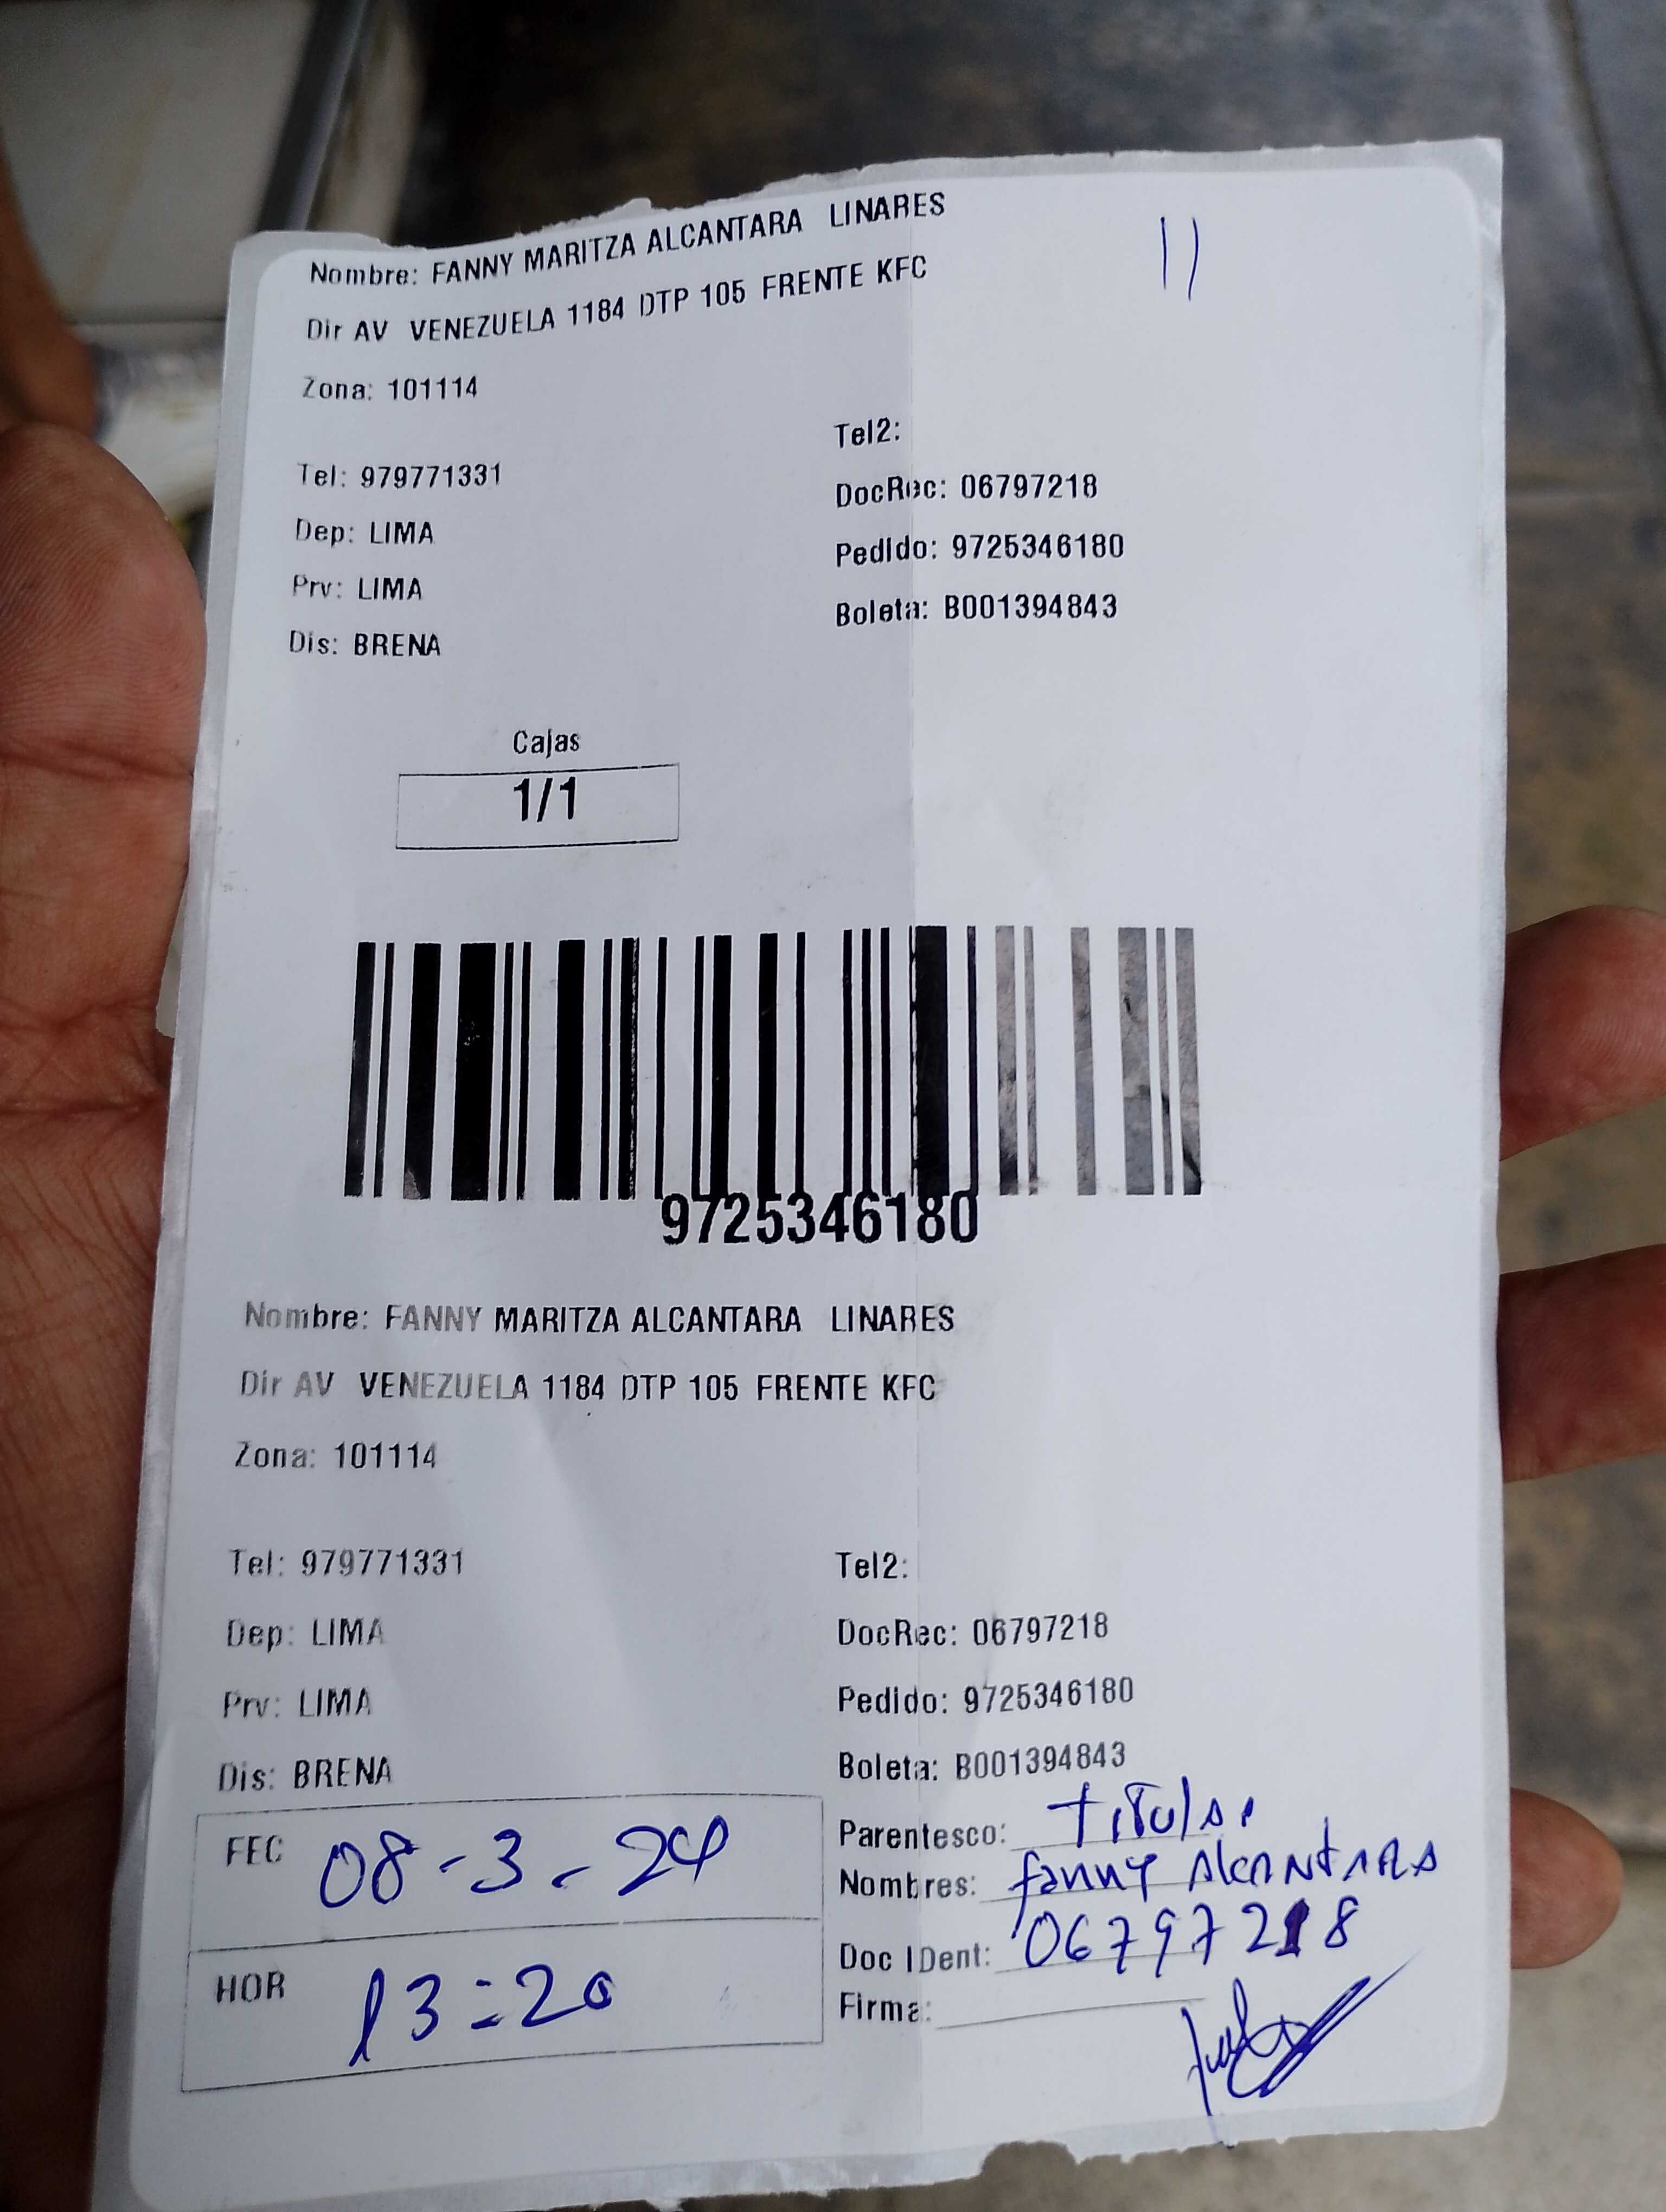 Nombre: FANNY MARITZA ALCANTARA LINARES
11
Dir AV VENEZUELA 1184 DTP 105 FRENTE KFC
Zona: 101114
Tel2:
Tel: 979771331
DocRec: 06797218
Dep: LIMA
Pedido: 9725346180
Prv: LIMA
Boleta: B001394843
Dis: BRENA
Cajas
1/1
9725346180
Nombre: FANNY MARITZA ALCANTARA LINARES
Dir AV VENEZUELA 1184 DTP 105 FRENTE KFC
Zona: 101114
Tel: 979771331
Tel2:
Dep: LIMA
DocRec: 06797218
Prv: LIMA
Pedido: 9725346180
Dis: BRENA
Boleta: B001394843
FEC 08-3-24
Parentesco: titular
Nombres: fanny Alcantara
HOR 13:20
Doc IDent: 06797218
Firma: